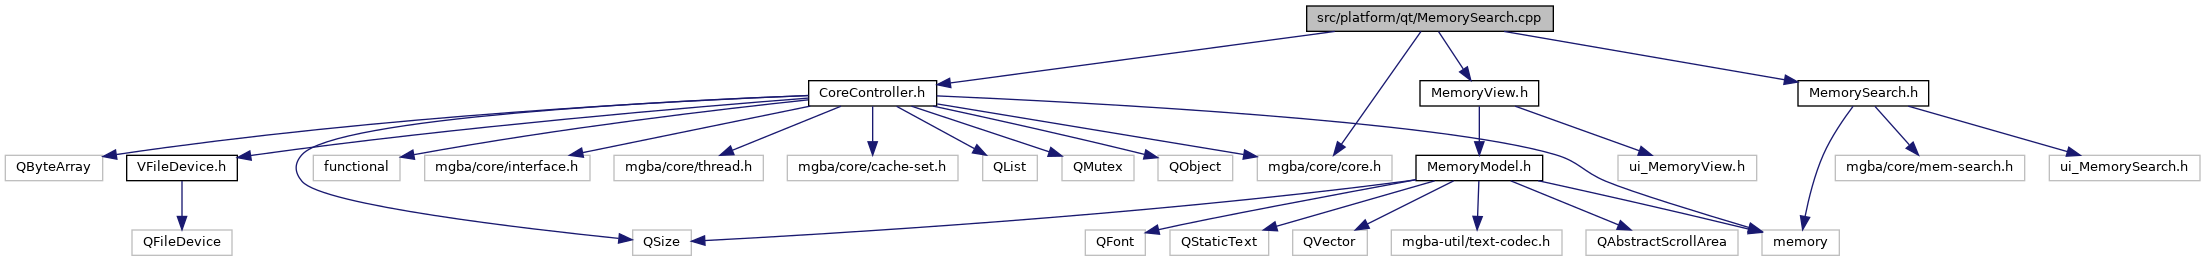 src/platform/qt/MemorySearch.cpp
CoreController.h
MemoryView.h
MemorySearch.h
QByteArray
VFileDevice.h
functional
mgba/core/interface.h
mgba/core/thread.h
mgba/core/cache-set.h
QList
QMutex
QObject
mgba/core/core.h
MemoryModel.h
ui_MemoryView.h
mgba/core/mem-search.h
ui_MemorySearch.h
QFileDevice
QSize
QFont
QStaticText
QVector
mgba-util/text-codec.h
QAbstractScrollArea
memory